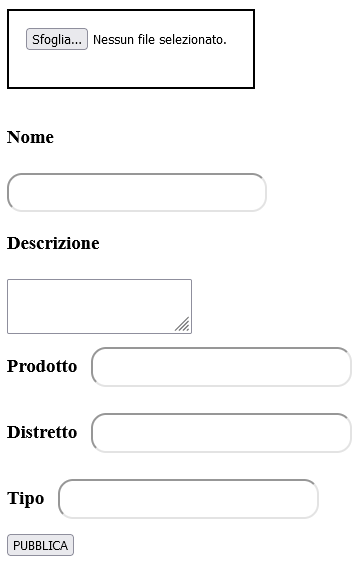 Sfoglia... Nessun file selezionato.
Nome
Descrizione
Prodotto
Distretto
Tipo
PUBBLICA